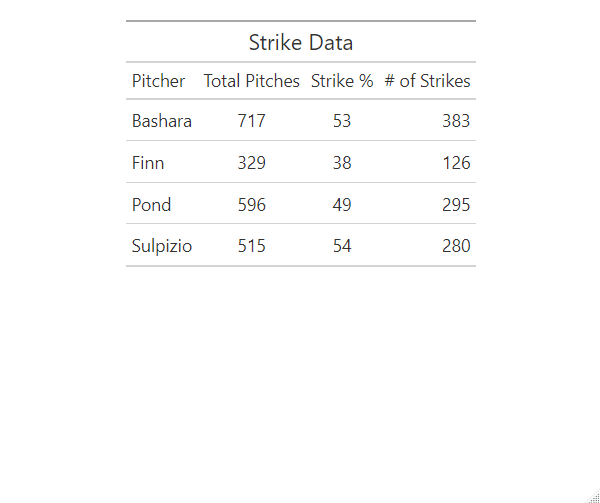 Strike Data
Pitcher Total Pitches Strike % # of Strikes
Bashara 717 53 383
Finn 329 38 126
Pond 596 49 295
Sulpizio 515 54 280